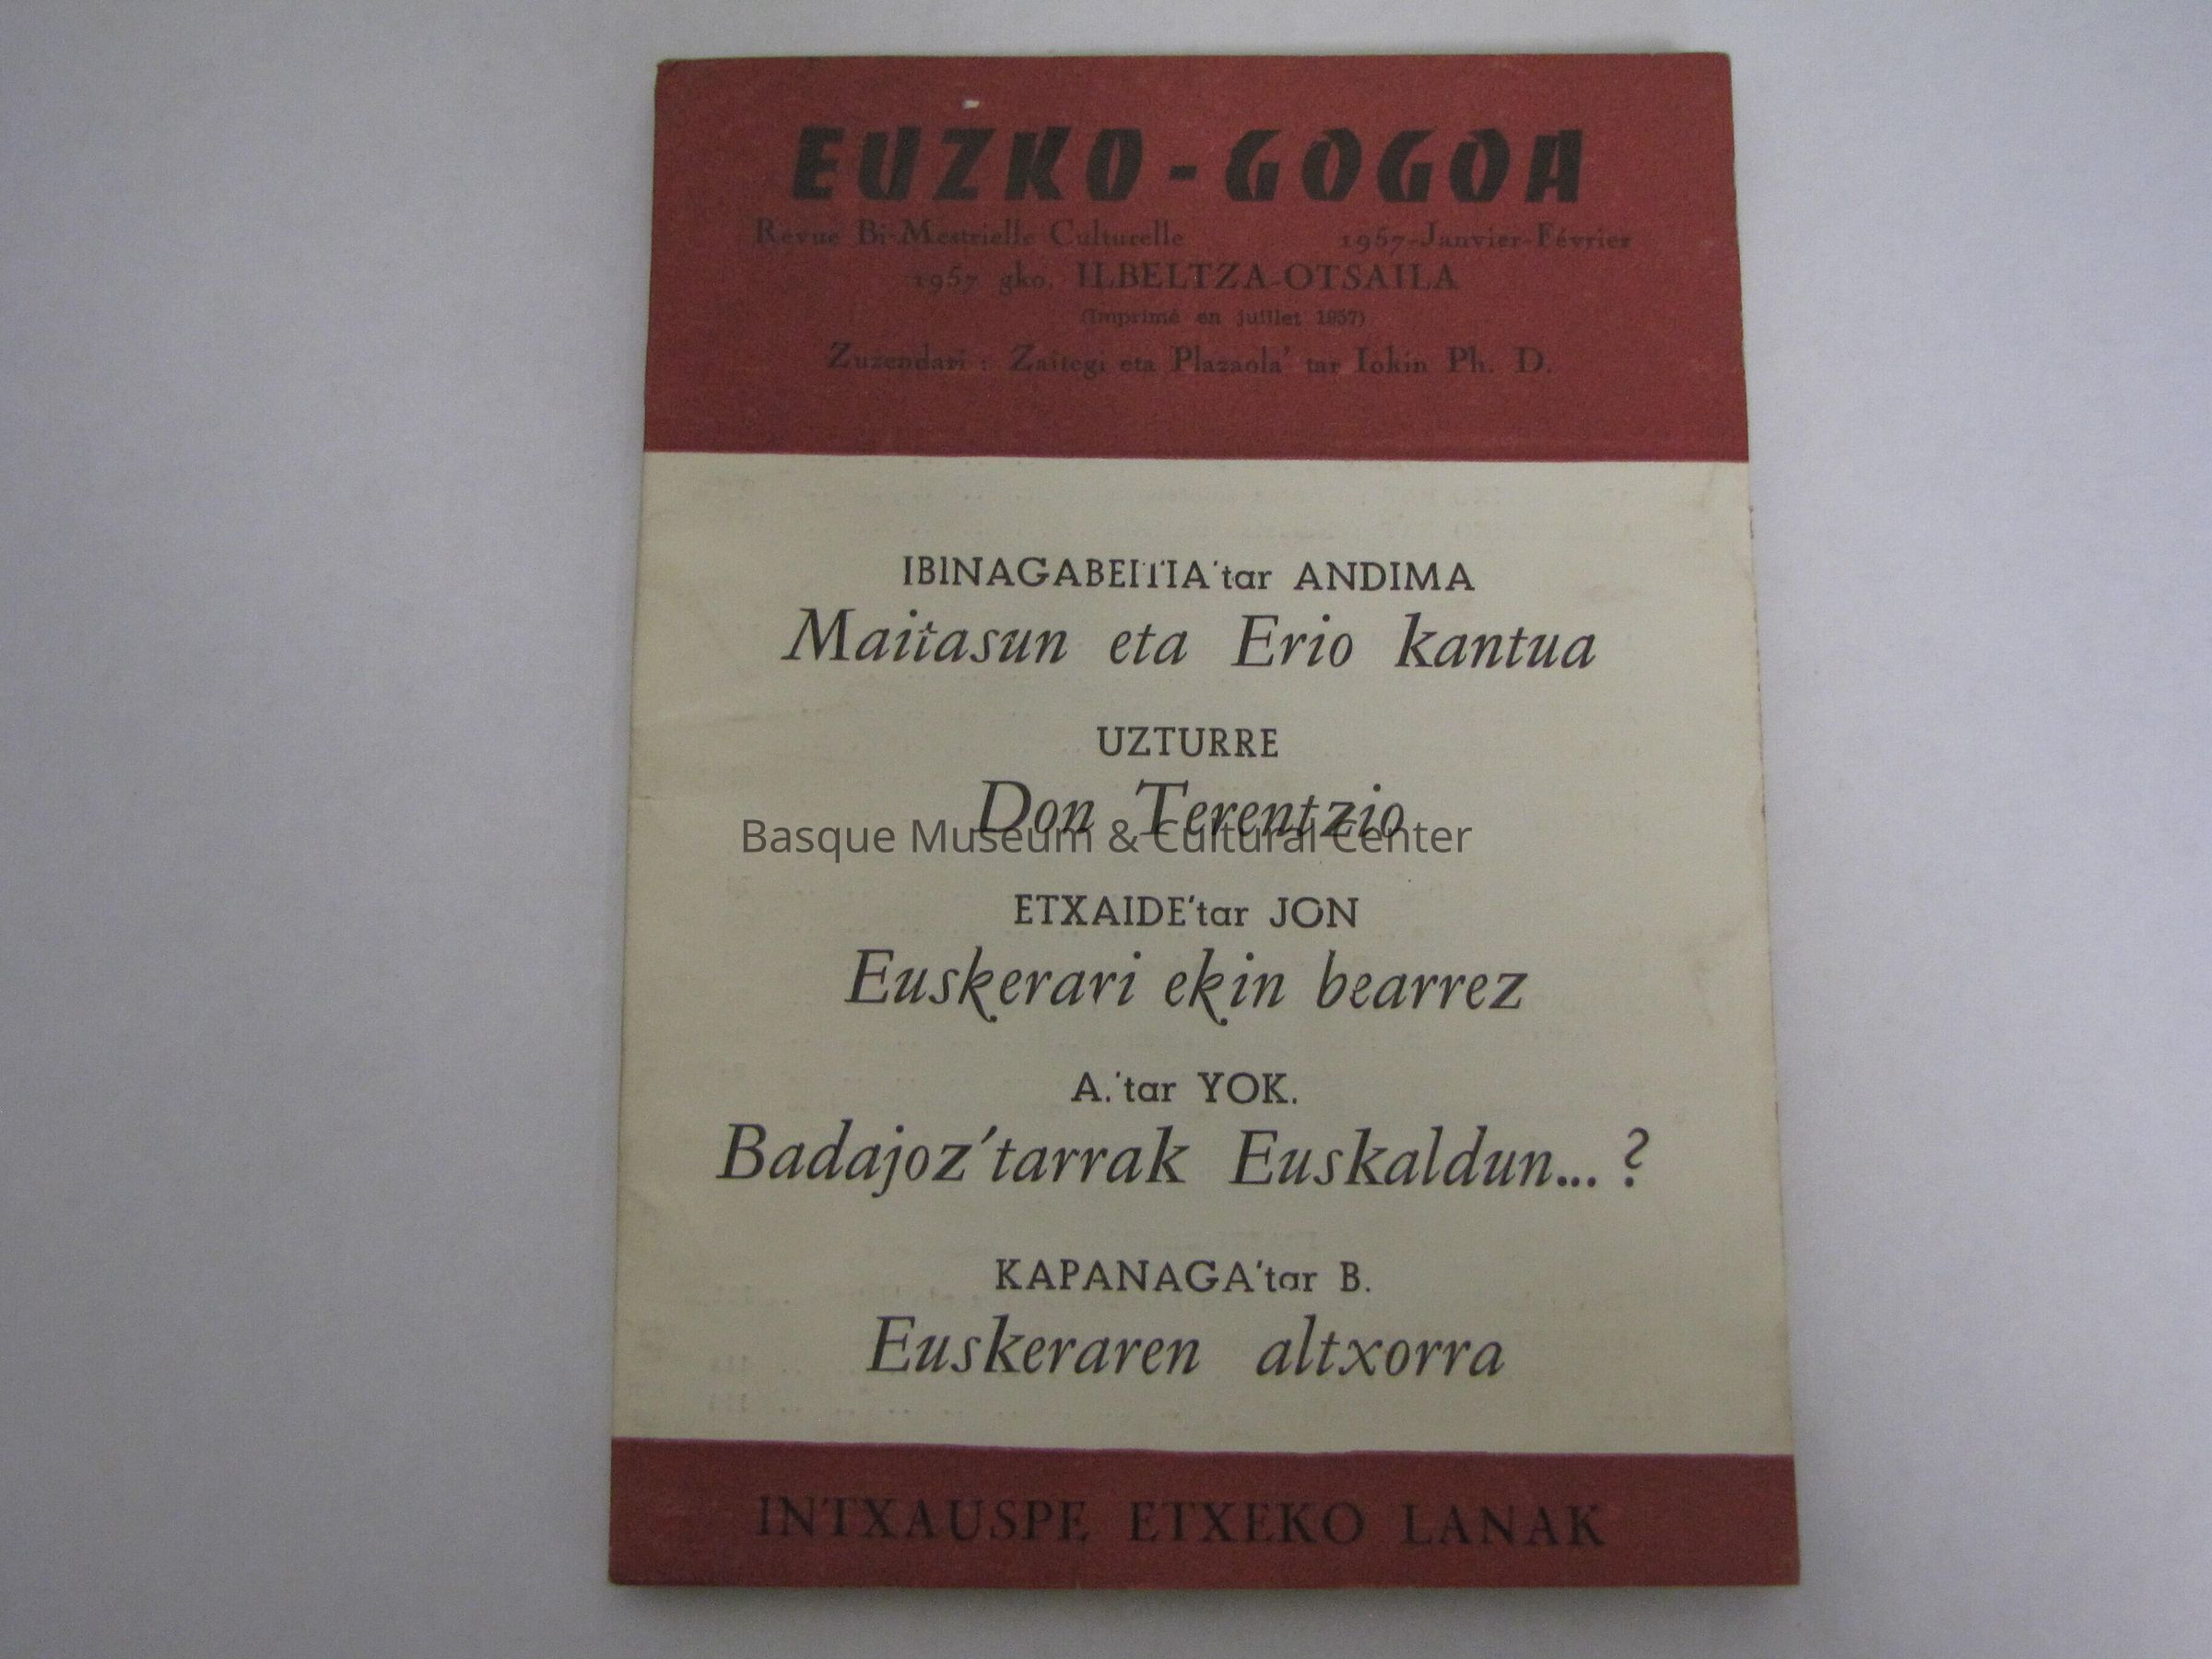 EUZKO-GOGOA
Revue Bi-Mestrielle Culturelle 1957-Janvier-Février
1957 gko. ILBELTZA-OTSAILA
(Imprimé en juillet 1957)
Zuzendari : Zaitegi eta Plazaola' tar Iokin Ph. D.
IBINAGABEITIA'tar ANDIMA
Maitasun eta Erio kantua
UZTURRE
Don Terentzio
Basque Museum & Cultural Center
ETXAIDE'tar JON
Euskerari ekin bearrez
A.'tar YOK.
Badajoz'tarrak Euskaldun... ?
KAPANAGA'tar B.
Euskeraren altxorra
INTXAUSPE ETXEKO LANAK